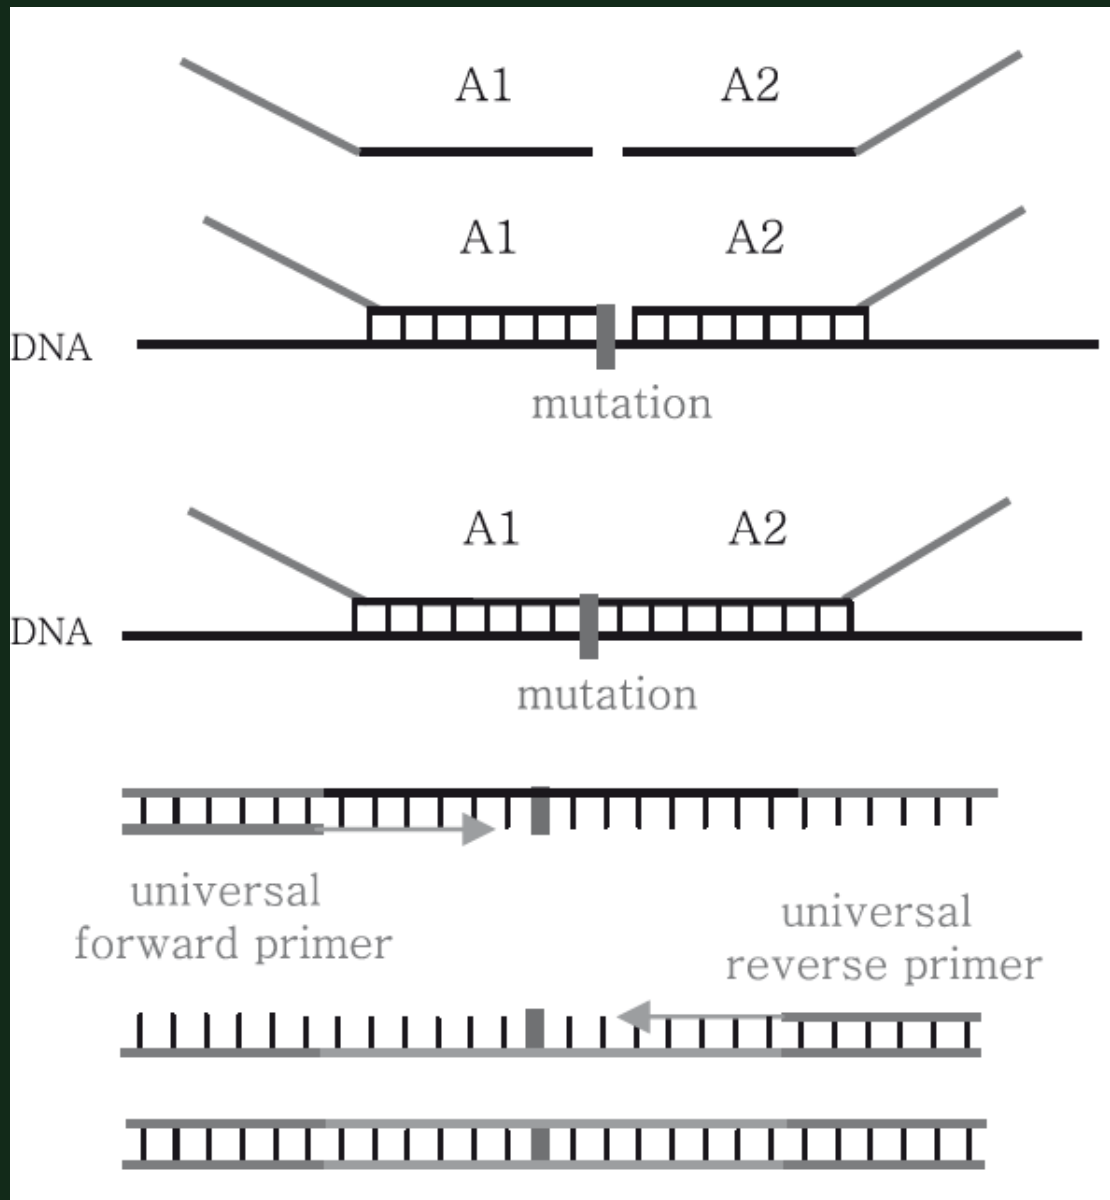 A1 A2
A1 A2
DNA
mutation
A1 A2
DNA
mutation
universal
forward primer
universal
reverse primer